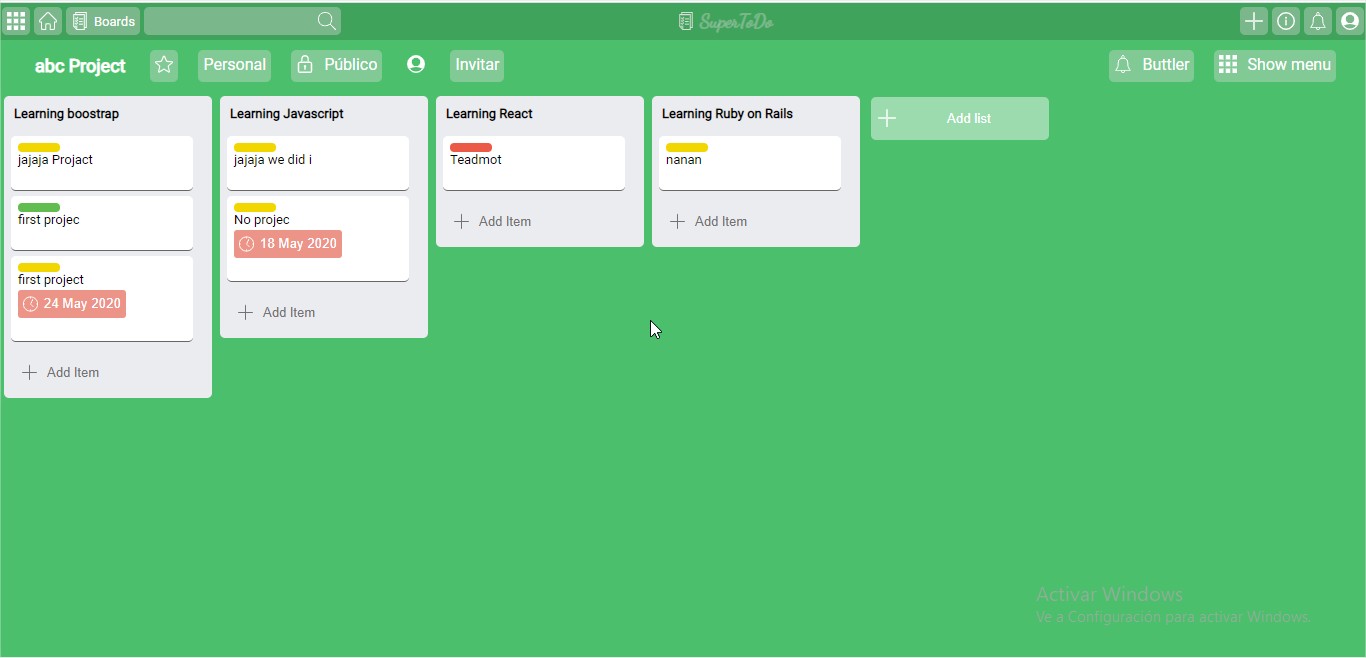 Boards
SuperToDo
abc Project
Personal
Público
Invitar
Buttler
Show menu
Learning boostrap
jajaja Projact
first projec
first project
24 May 2020
Add Item
Learning Javascript
jajaja we did i
No projec
18 May 2020
Add Item
Learning React
Teadmot
Add Item
Learning Ruby on Rails
nanan
Add Item
Add list
Activar Windows
Ve a Configuración para activar Windows.